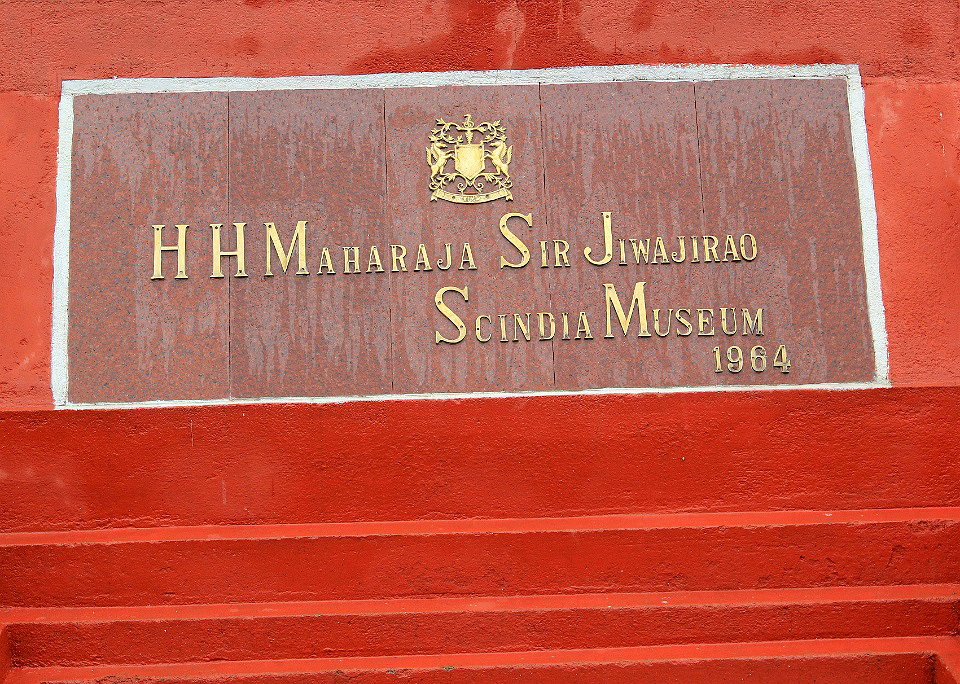 H H MAHARAJA SIR JIWAJIRAO
SCINDIA MUSEUM
1964